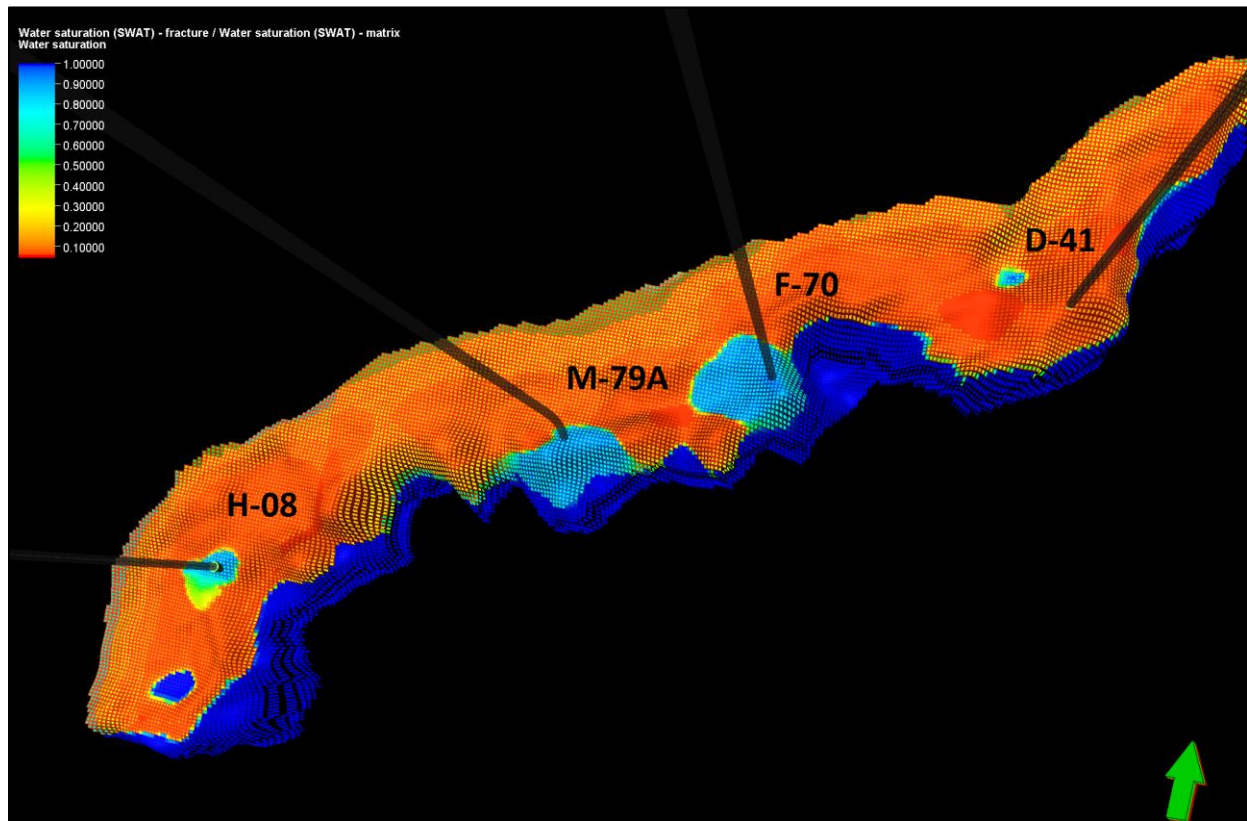 Water saturation (SWAT) - fracture / Water saturation (SWAT) - matrix
Water saturation
1.00000
0.90000
0.80000
0.70000
0.60000
0.50000
0.40000
0.30000
0.20000
0.10000
D-41
F-70
M-79A
H-08